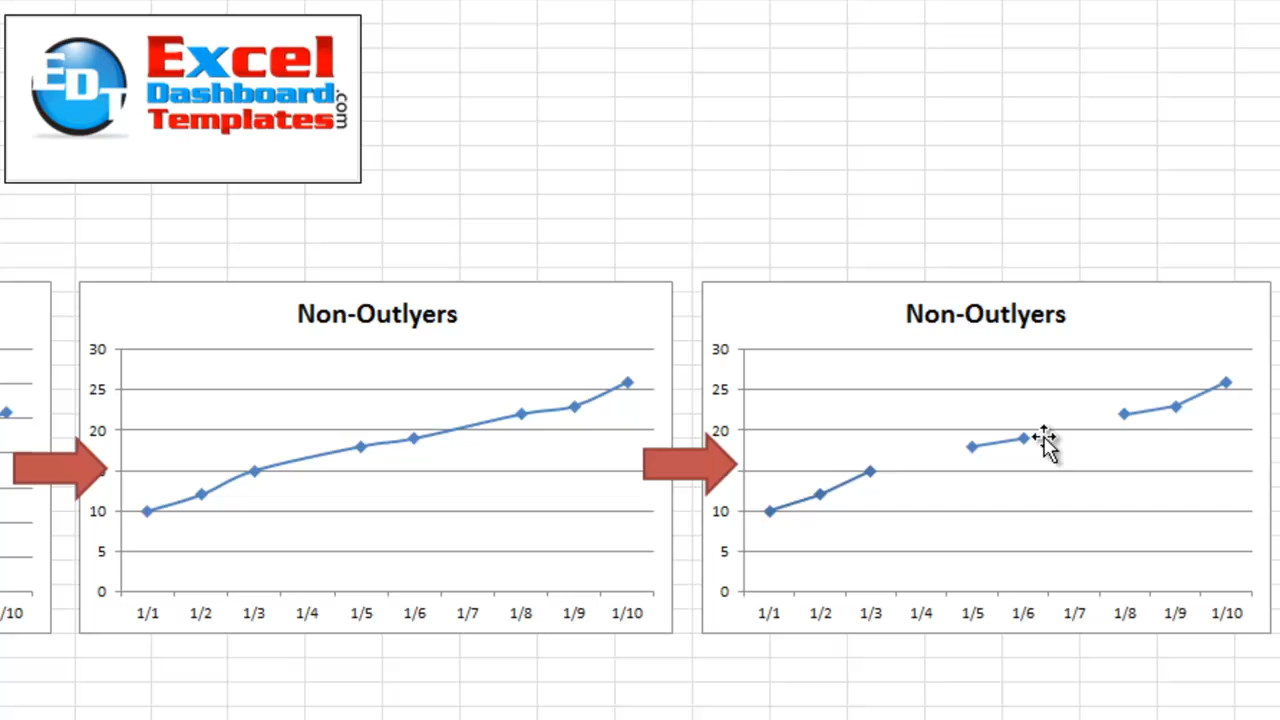 EDT
Excel
Dashboard
Templates
.com
Non-Outlyers
30
25
20
15
10
5
0
1/1 1/2 1/3 1/4 1/5 1/6 1/7 1/8 1/9 1/10
Non-Outlyers
30
25
20
15
10
5
0
1/1 1/2 1/3 1/4 1/5 1/6 1/7 1/8 1/9 1/10
/10